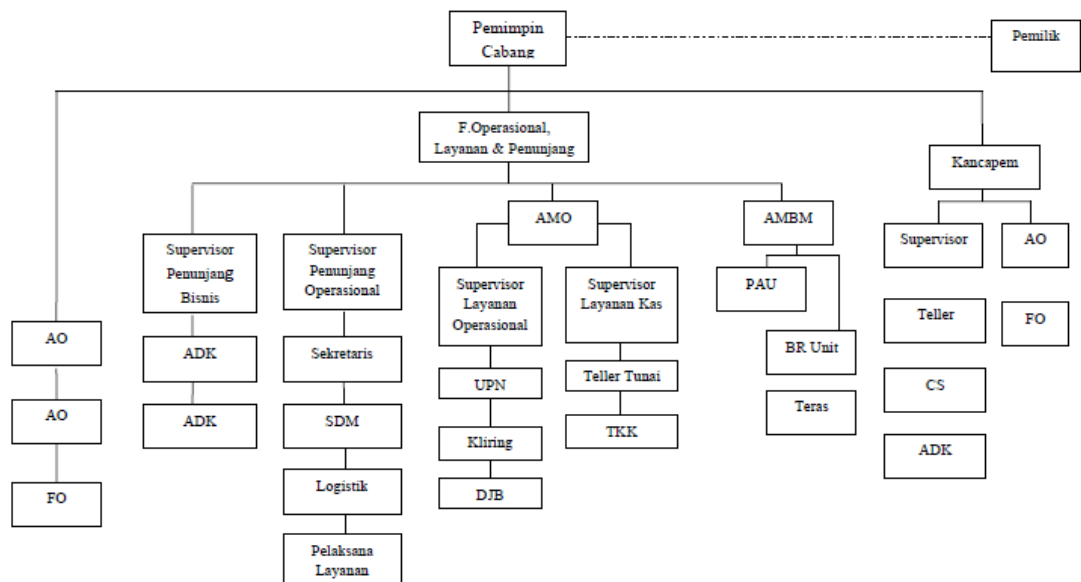 Pemimpin
Cabang
Pemilik
F.Operasional,
Layanan & Penunjang
Kancapem
AMO
AMBM
Supervisor
AO
Supervisor
Penunjang
Bisnis
Supervisor
Penunjang
Operasional
Supervisor
Layanan
Operasional
Supervisor
Layanan Kas
PAU
Teller
FO
AO
ADK
Sekretaris
UPN
Teller Tunai
BR Unit
CS
AO
ADK
SDM
Kliring
TKK
Teras
ADK
FO
Logistik
DJB
Pelaksana
Layanan